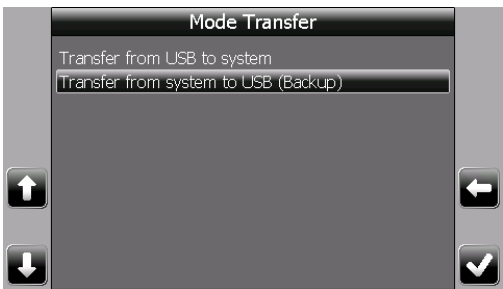 Mode Transfer
Transfer from USB to system
Transfer from system to USB (Backup)